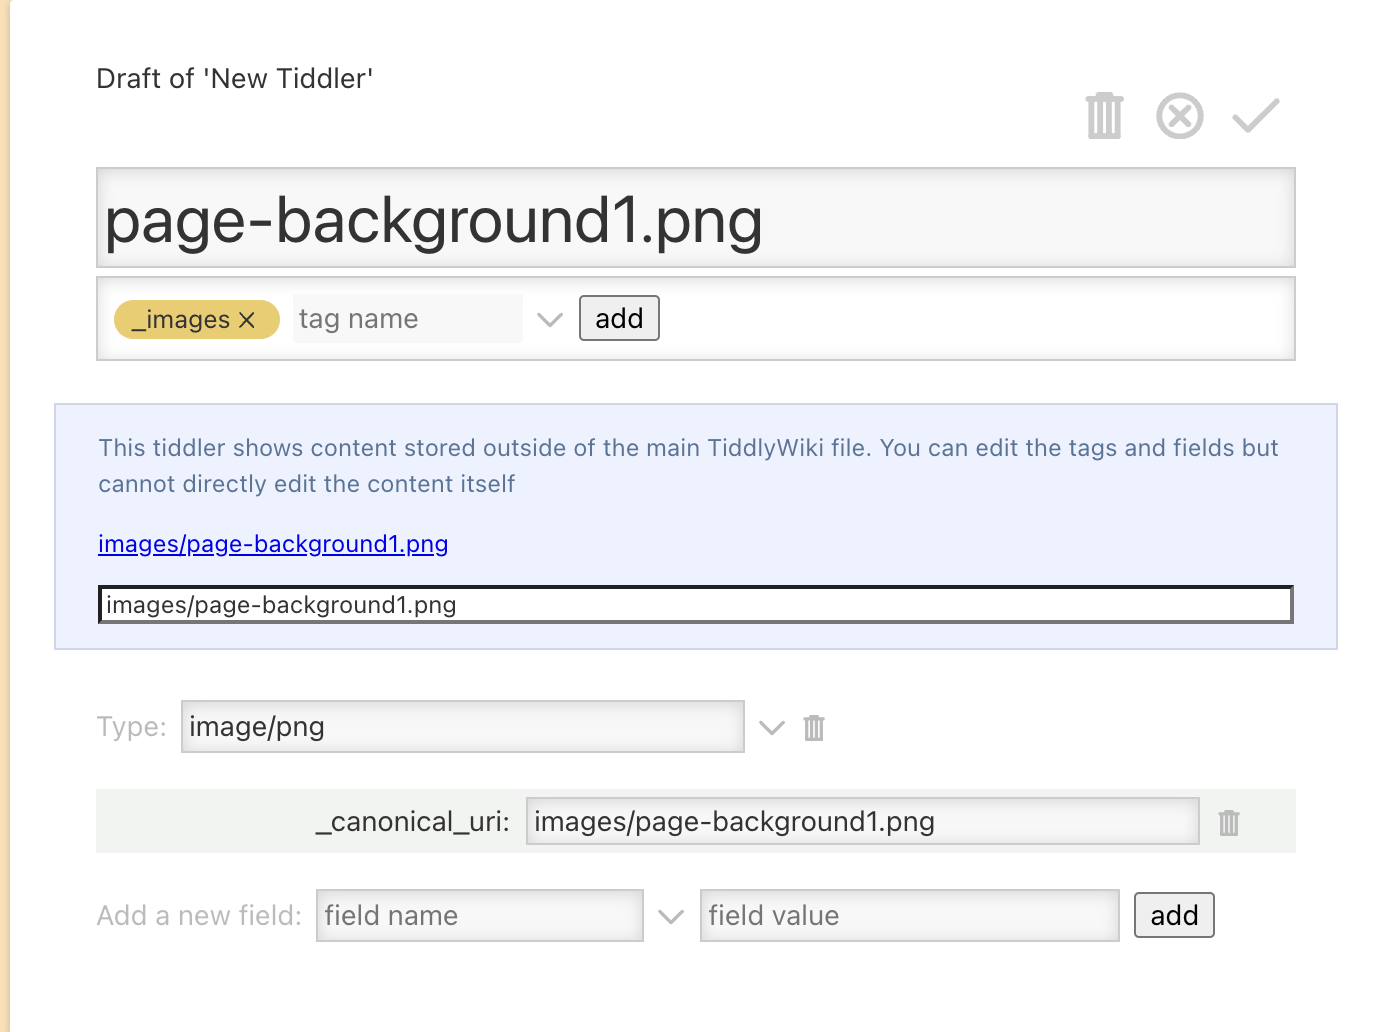 Draft of 'New Tiddler'
page-background1.png
_images × tag name add
This tiddler shows content stored outside of the main TiddlyWiki file. You can edit the tags and fields but
cannot directly edit the content itself
images/page-background1.png
images/page-background1.png
Type: image/png
_canonical_uri: images/page-background1.png
Add a new field: field name field value add